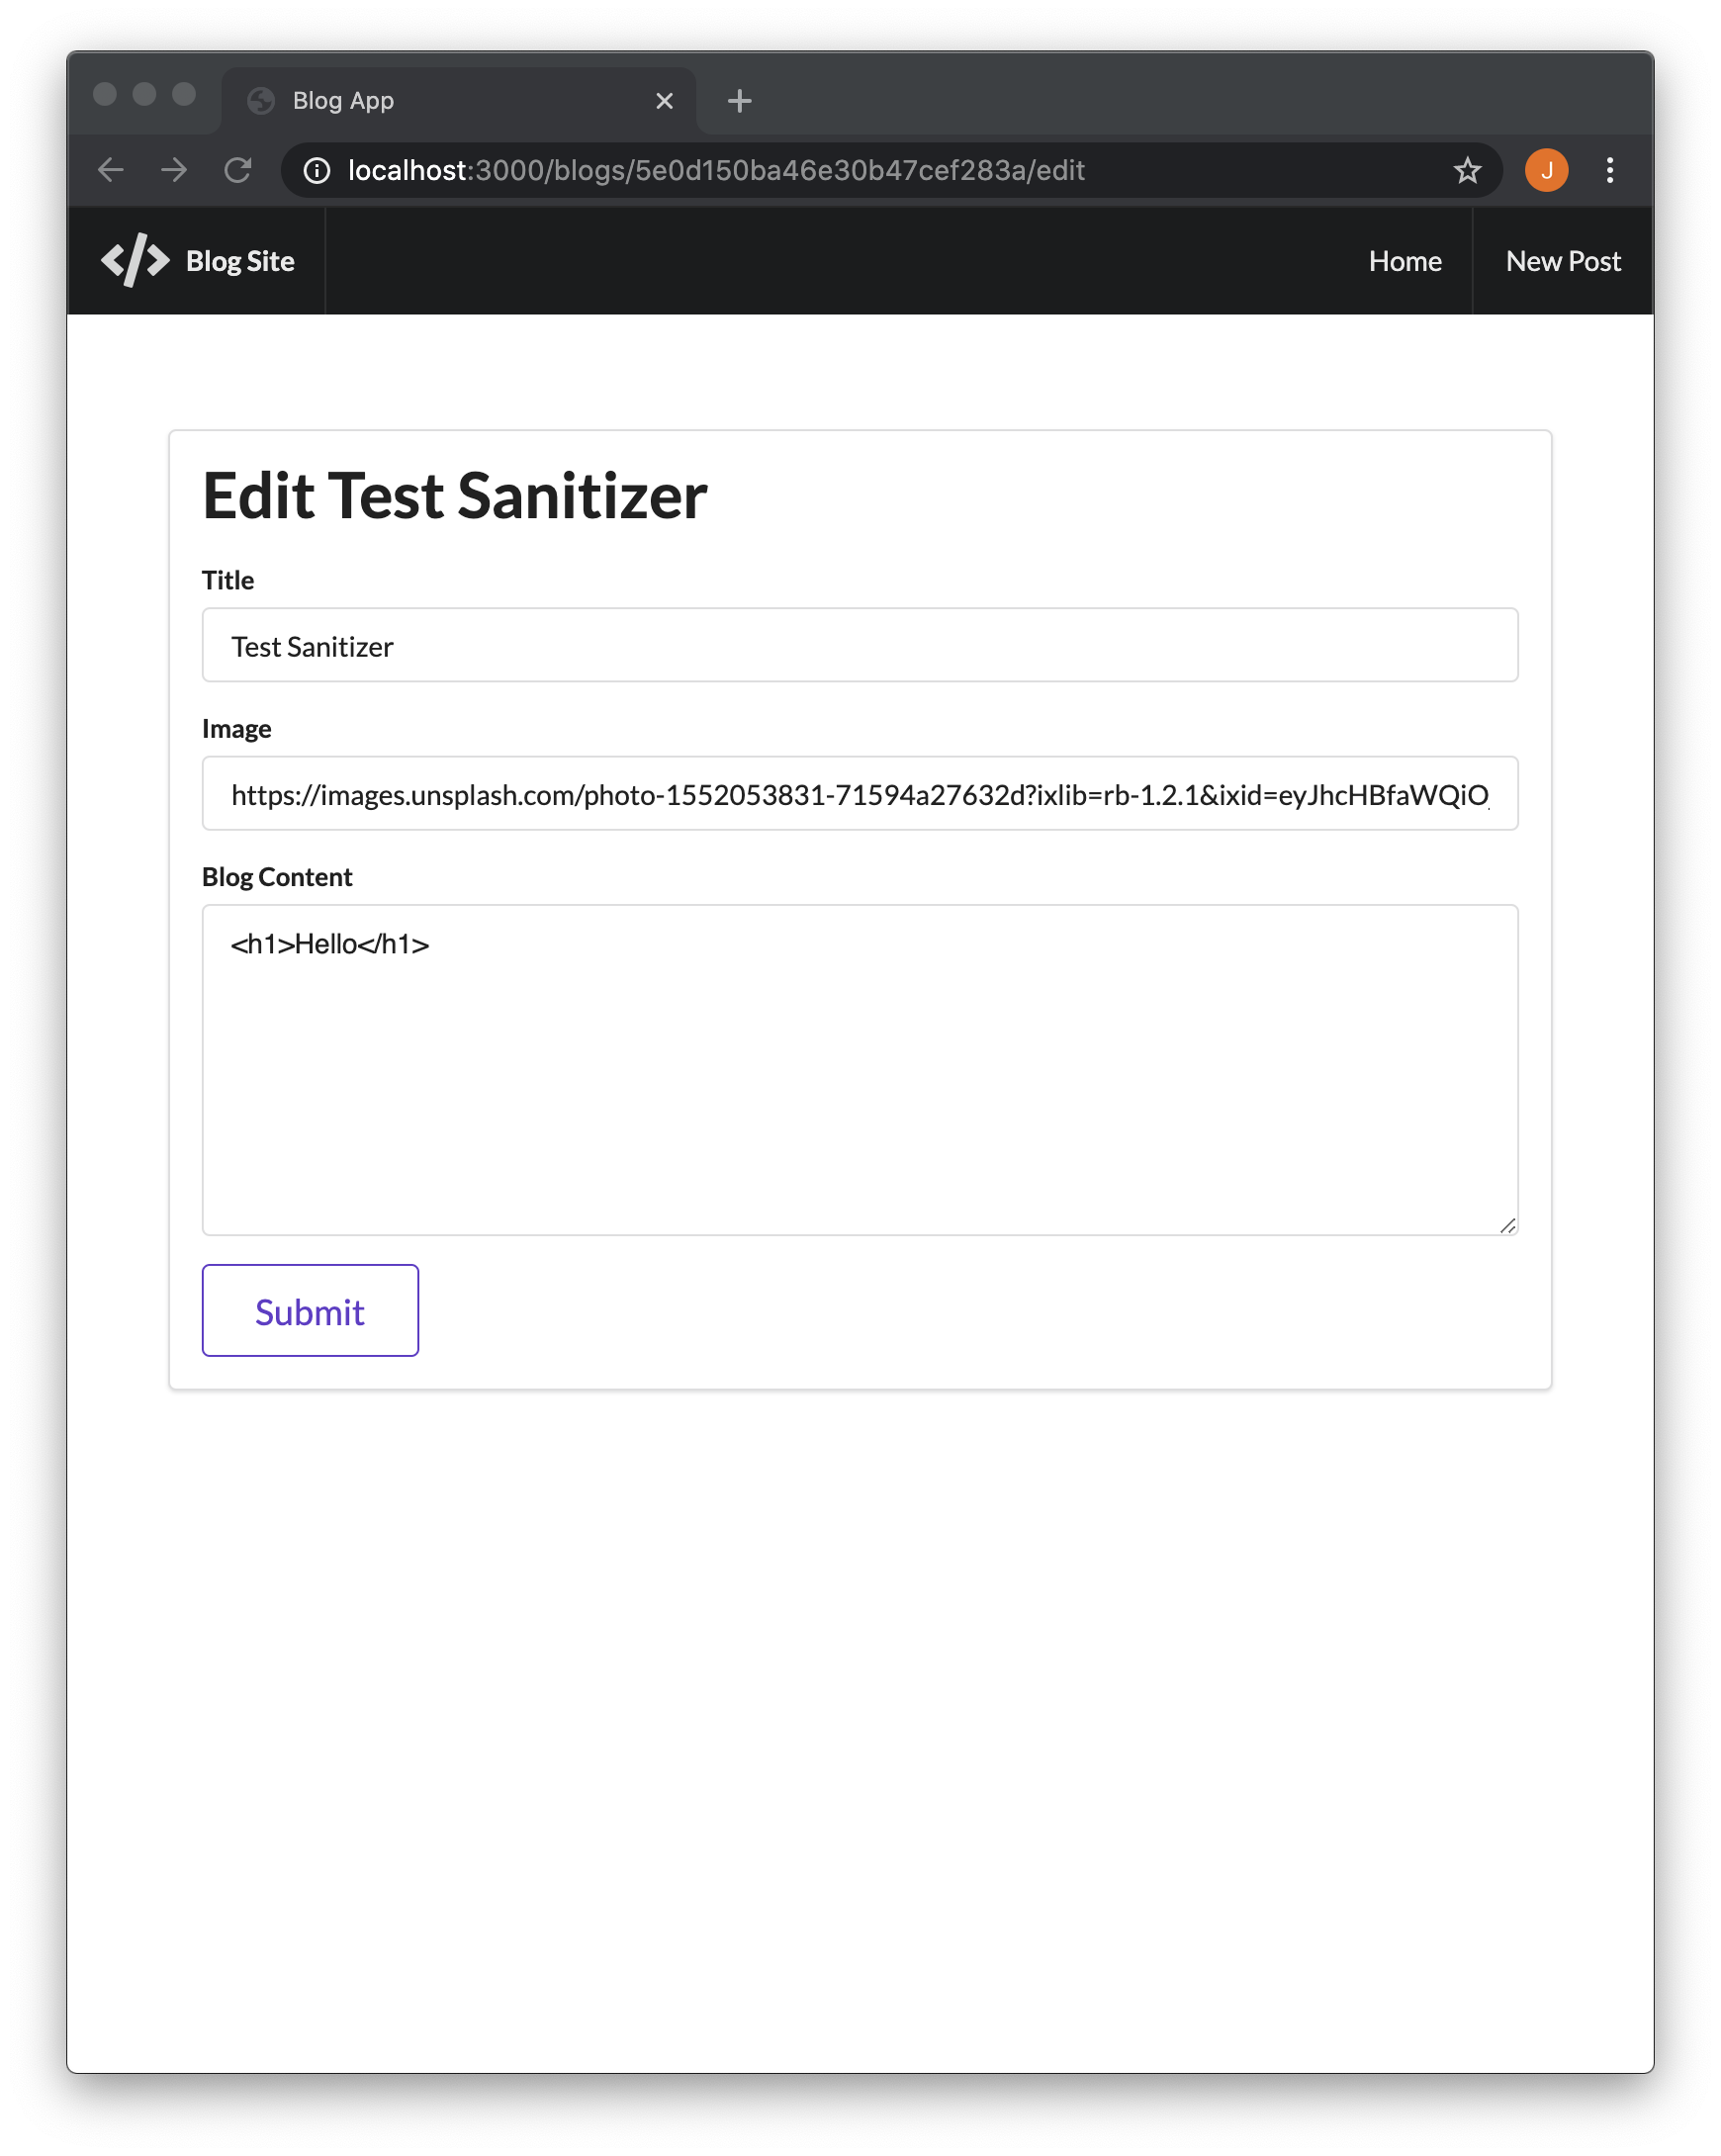 Blog App
localhost:3000/blogs/5e0d150ba46e30b47cef283a/edit
J
Blog Site
Home
New Post
Edit Test Sanitizer
Title
Test Sanitizer
Image
https://images.unsplash.com/photo-1552053831-71594a27632d?ixlib=rb-1.2.1&ixid=eyJhcHBfaWQiO
Blog Content
<h1>Hello</h1>
Submit